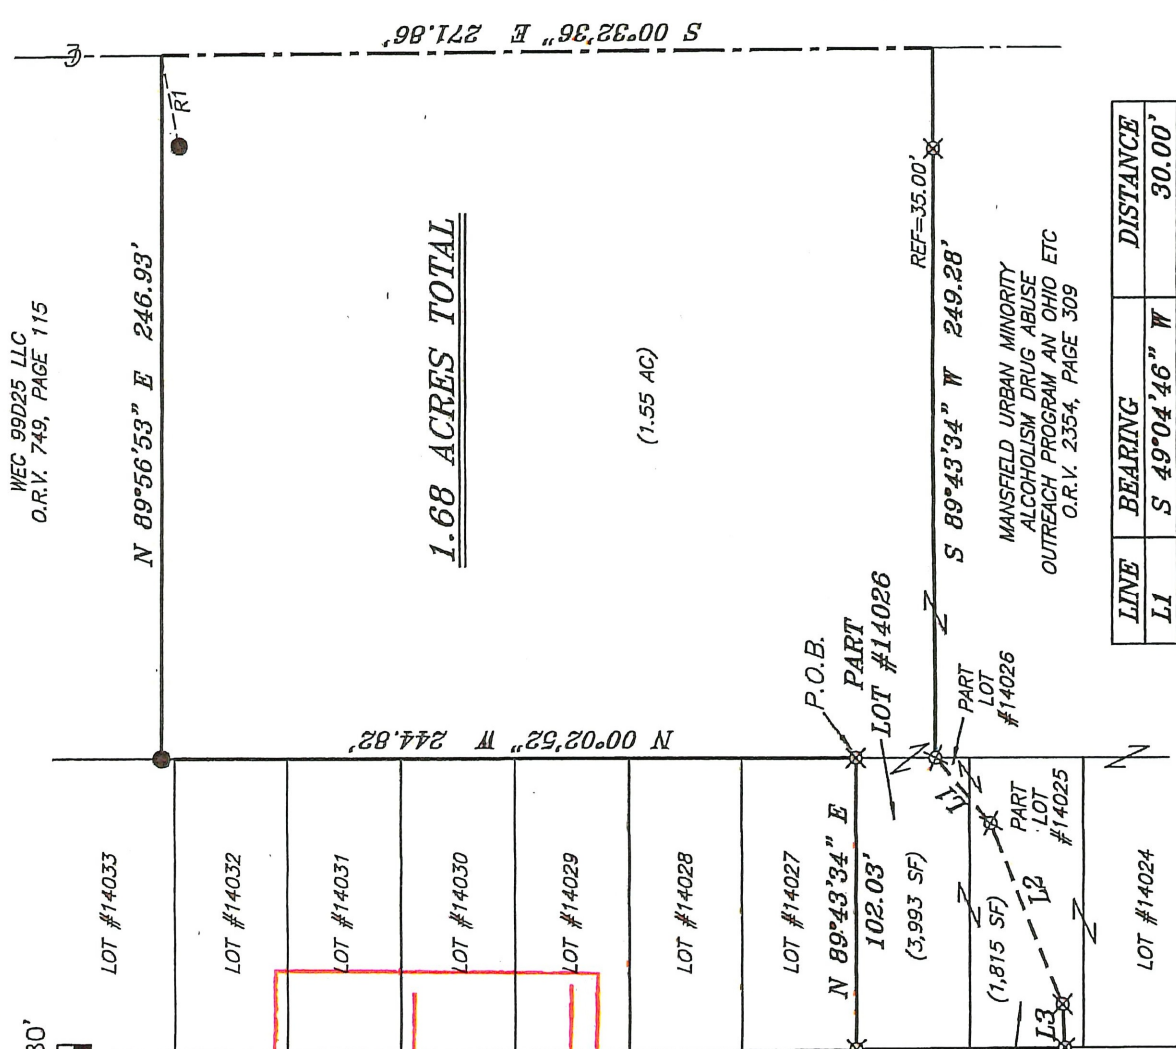 WEC 99D25 LLC
O.R.V. 749, PAGE 115
N 89°56'53" E 246.93'
R1
S 00°32'36" E 271.86'
1.68 ACRES TOTAL
(1.55 AC)
REF=35.00'
S 89°43'34" W 249.28'
MANSFIELD URBAN MINORITY
ALCOHOLISM DRUG ABUSE
OUTREACH PROGRAM AN OHIO ETC
O.R.V. 2354, PAGE 309
LINE BEARING DISTANCE
L1 S 49°04'46" W 30.00'
N 00°02'52" W 244.82'
P.O.B.
PART
LOT #14026
PART
LOT
#14026
LOT #14033
LOT #14032
LOT #14031
LOT #14030
LOT #14029
LOT #14028
LOT #14027
N 89°43'34" E
102.03'
(3,993 SF)
L1
L2
L3
(1,815 SF)
PART
LOT
#14025
LOT #14024